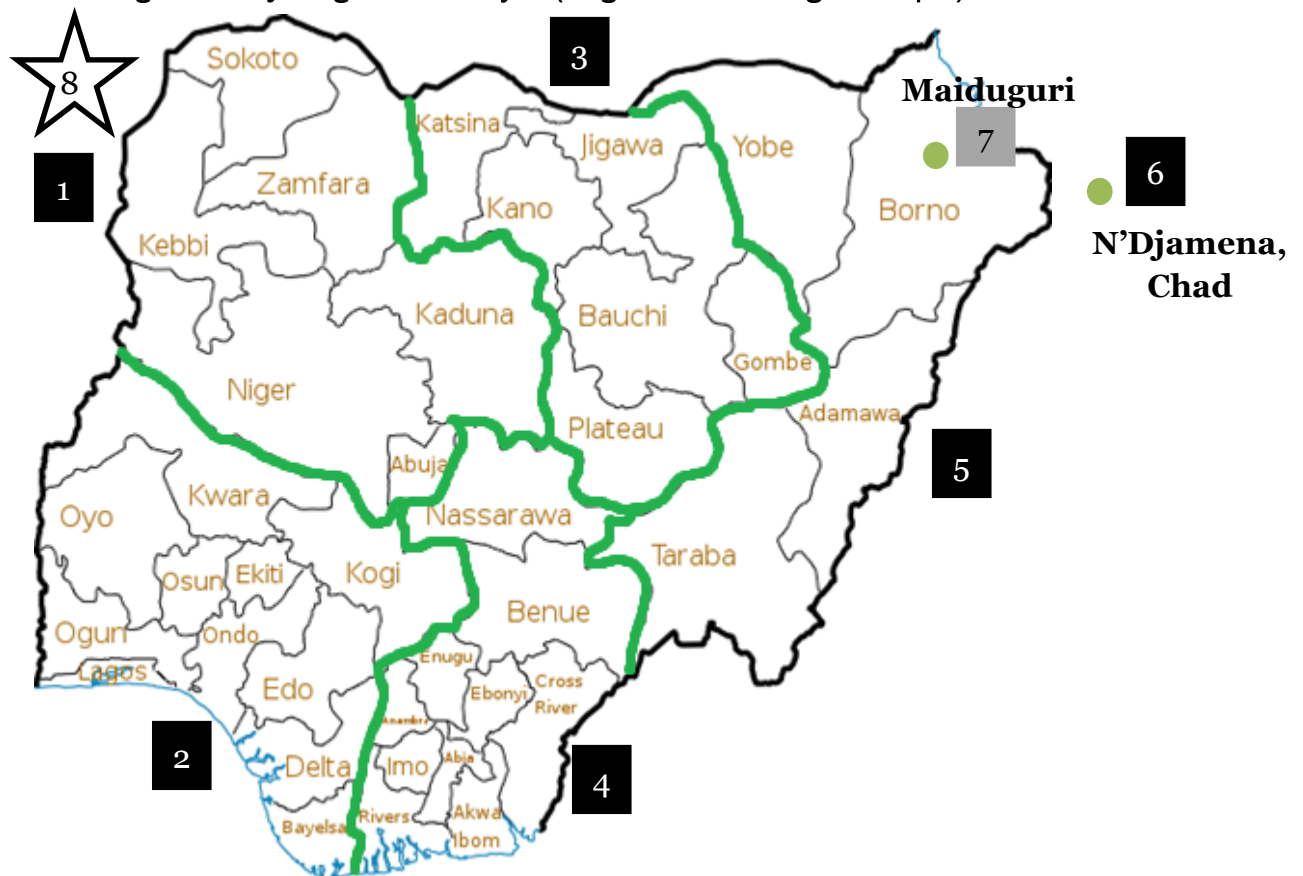 8
Sokoto
3
Maiduguri
Katsina
Jigawa
Yobe
7
1
Zamfara
6
Kano
Borno
Kebbi
N'Djamena,
Chad
Kaduna
Bauchi
Gombe
Niger
Adamawa
Plateau
Abuja
5
Kwara
Oyo
Nassarawa
Taraba
Osun
Ekiti
Kogi
Benue
Ogun
Ondo
Enugu
Lagos
Edo
Ebonyi
Cross
River
Anambra
2
Delta
Imo
Abia
4
Bayelsa
Rivers
Akwa
Ibom